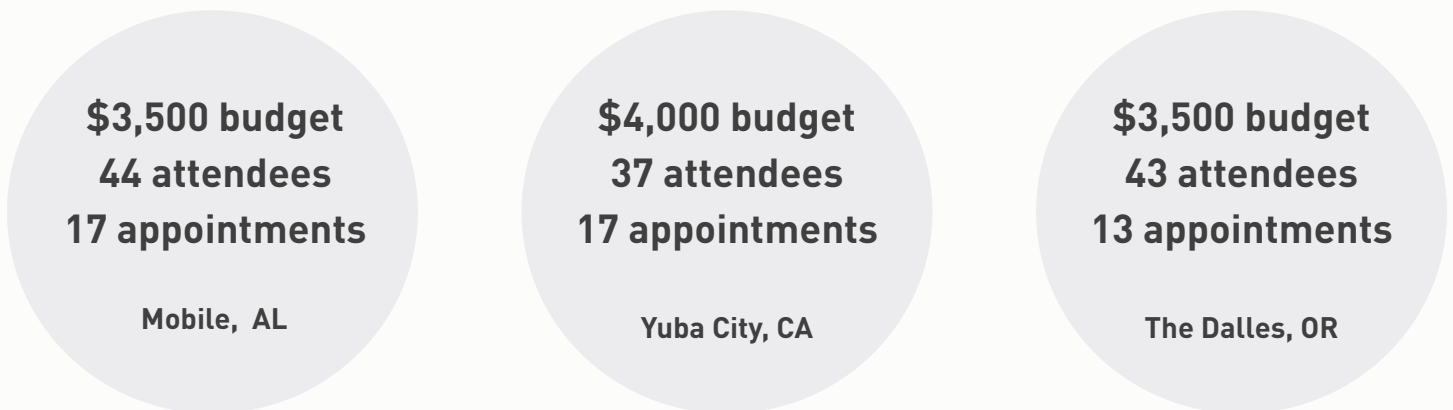 $3,500 budget
44 attendees
17 appointments
Mobile, AL
$4,000 budget
37 attendees
17 appointments
Yuba City, CA
$3,500 budget
43 attendees
13 appointments
The Dalles, OR